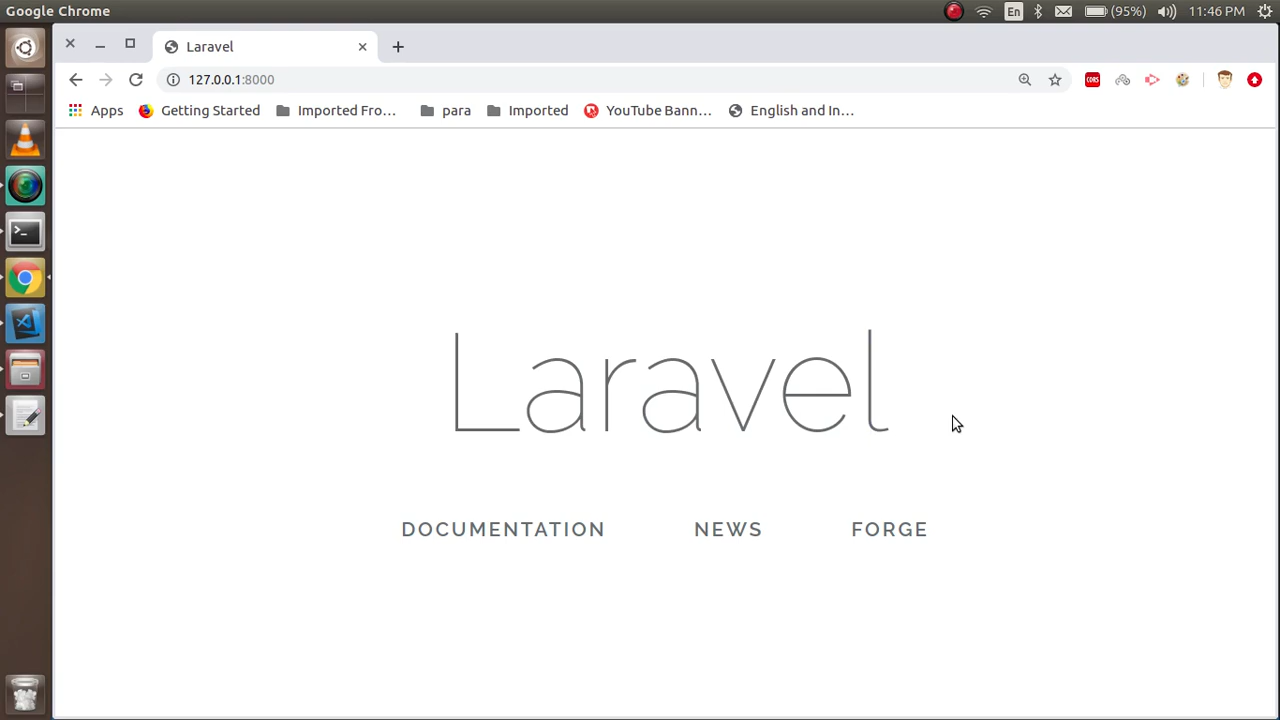 Google Chrome
En
(95%)
11:46 PM
Laravel
127.0.0.1:8000
CORS
Apps
Getting Started
Imported Fro...
para
Imported
YouTube Bann...
English and In...
Laravel
DOCUMENTATION
NEWS
FORGE